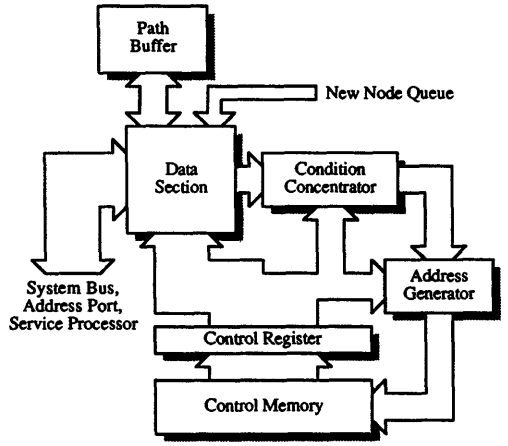 Path
Buffer
New Node Queue
Data
Section
Condition
Concentrator
System Bus,
Address Port,
Service Processor
Address
Generator
Control Register
Control Memory